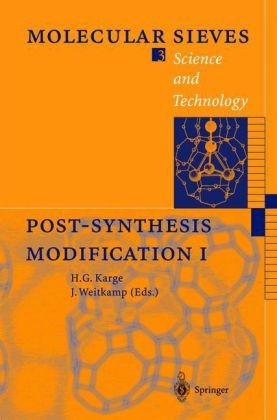 MOLECULAR SIEVES
3 Science
and
Technology
POST-SYNTHESIS
MODIFICATION I
H.G. Karge
J. Weitkamp (Eds.)
Springer